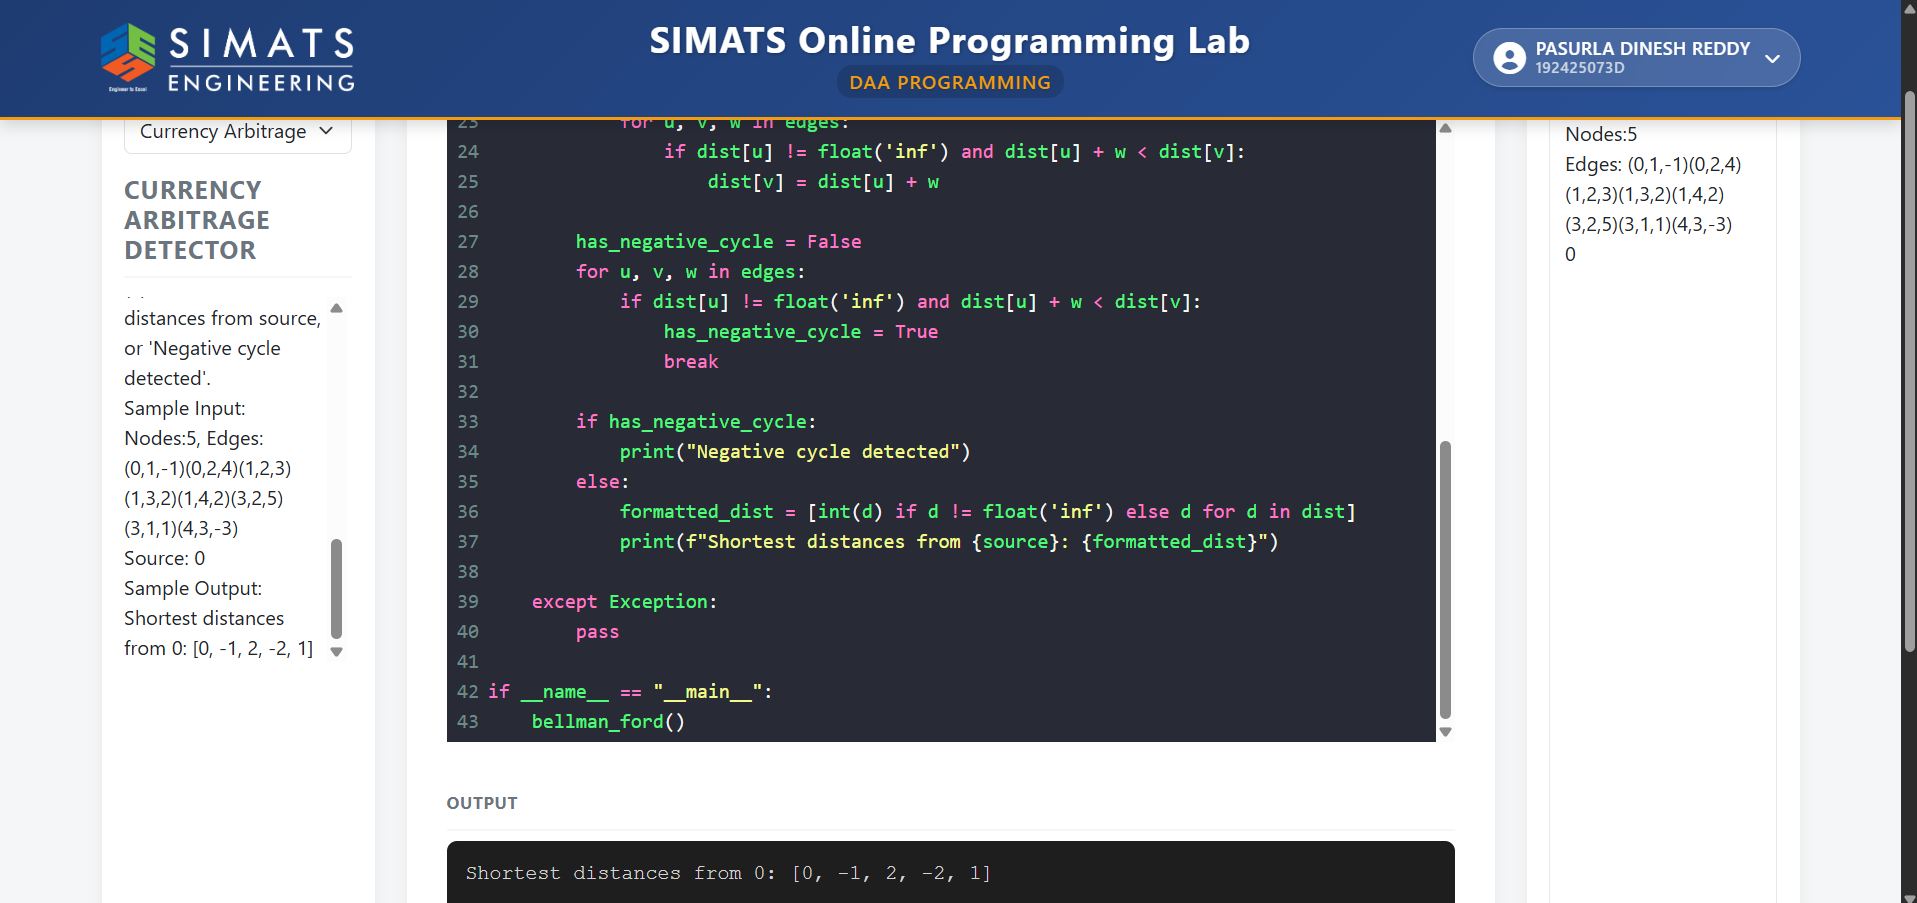 SIMATS
ENGINEERING
Engineer to Excel
SIMATS Online Programming Lab
DAA PROGRAMMING
PASURLA DINESH REDDY
192425073D
Currency Arbitrage
CURRENCY
ARBITRAGE
DETECTOR
distances from source,
or 'Negative cycle
detected'.
Sample Input:
Nodes:5, Edges:
(0,1,-1)(0,2,4)(1,2,3)
(1,3,2)(1,4,2)(3,2,5)
(3,1,1)(4,3,-3)
Source: 0
Sample Output:
Shortest distances
from 0: [0, -1, 2, -2, 1]
23 for u, v, w in edges:
24 if dist[u] != float('inf') and dist[u] + w < dist[v]:
25 dist[v] = dist[u] + w
26
27 has_negative_cycle = False
28 for u, v, w in edges:
29 if dist[u] != float('inf') and dist[u] + w < dist[v]:
30 has_negative_cycle = True
31 break
32
33 if has_negative_cycle:
34 print("Negative cycle detected")
35 else:
36 formatted_dist = [int(d) if d != float('inf') else d for d in dist]
37 print(f"Shortest distances from {source}: {formatted_dist}")
38
39 except Exception:
40 pass
41
42 if __name__ == "__main__":
43 bellman_ford()
OUTPUT
Shortest distances from 0: [0, -1, 2, -2, 1]
Nodes:5
Edges: (0,1,-1)(0,2,4)
(1,2,3)(1,3,2)(1,4,2)
(3,2,5)(3,1,1)(4,3,-3)
0